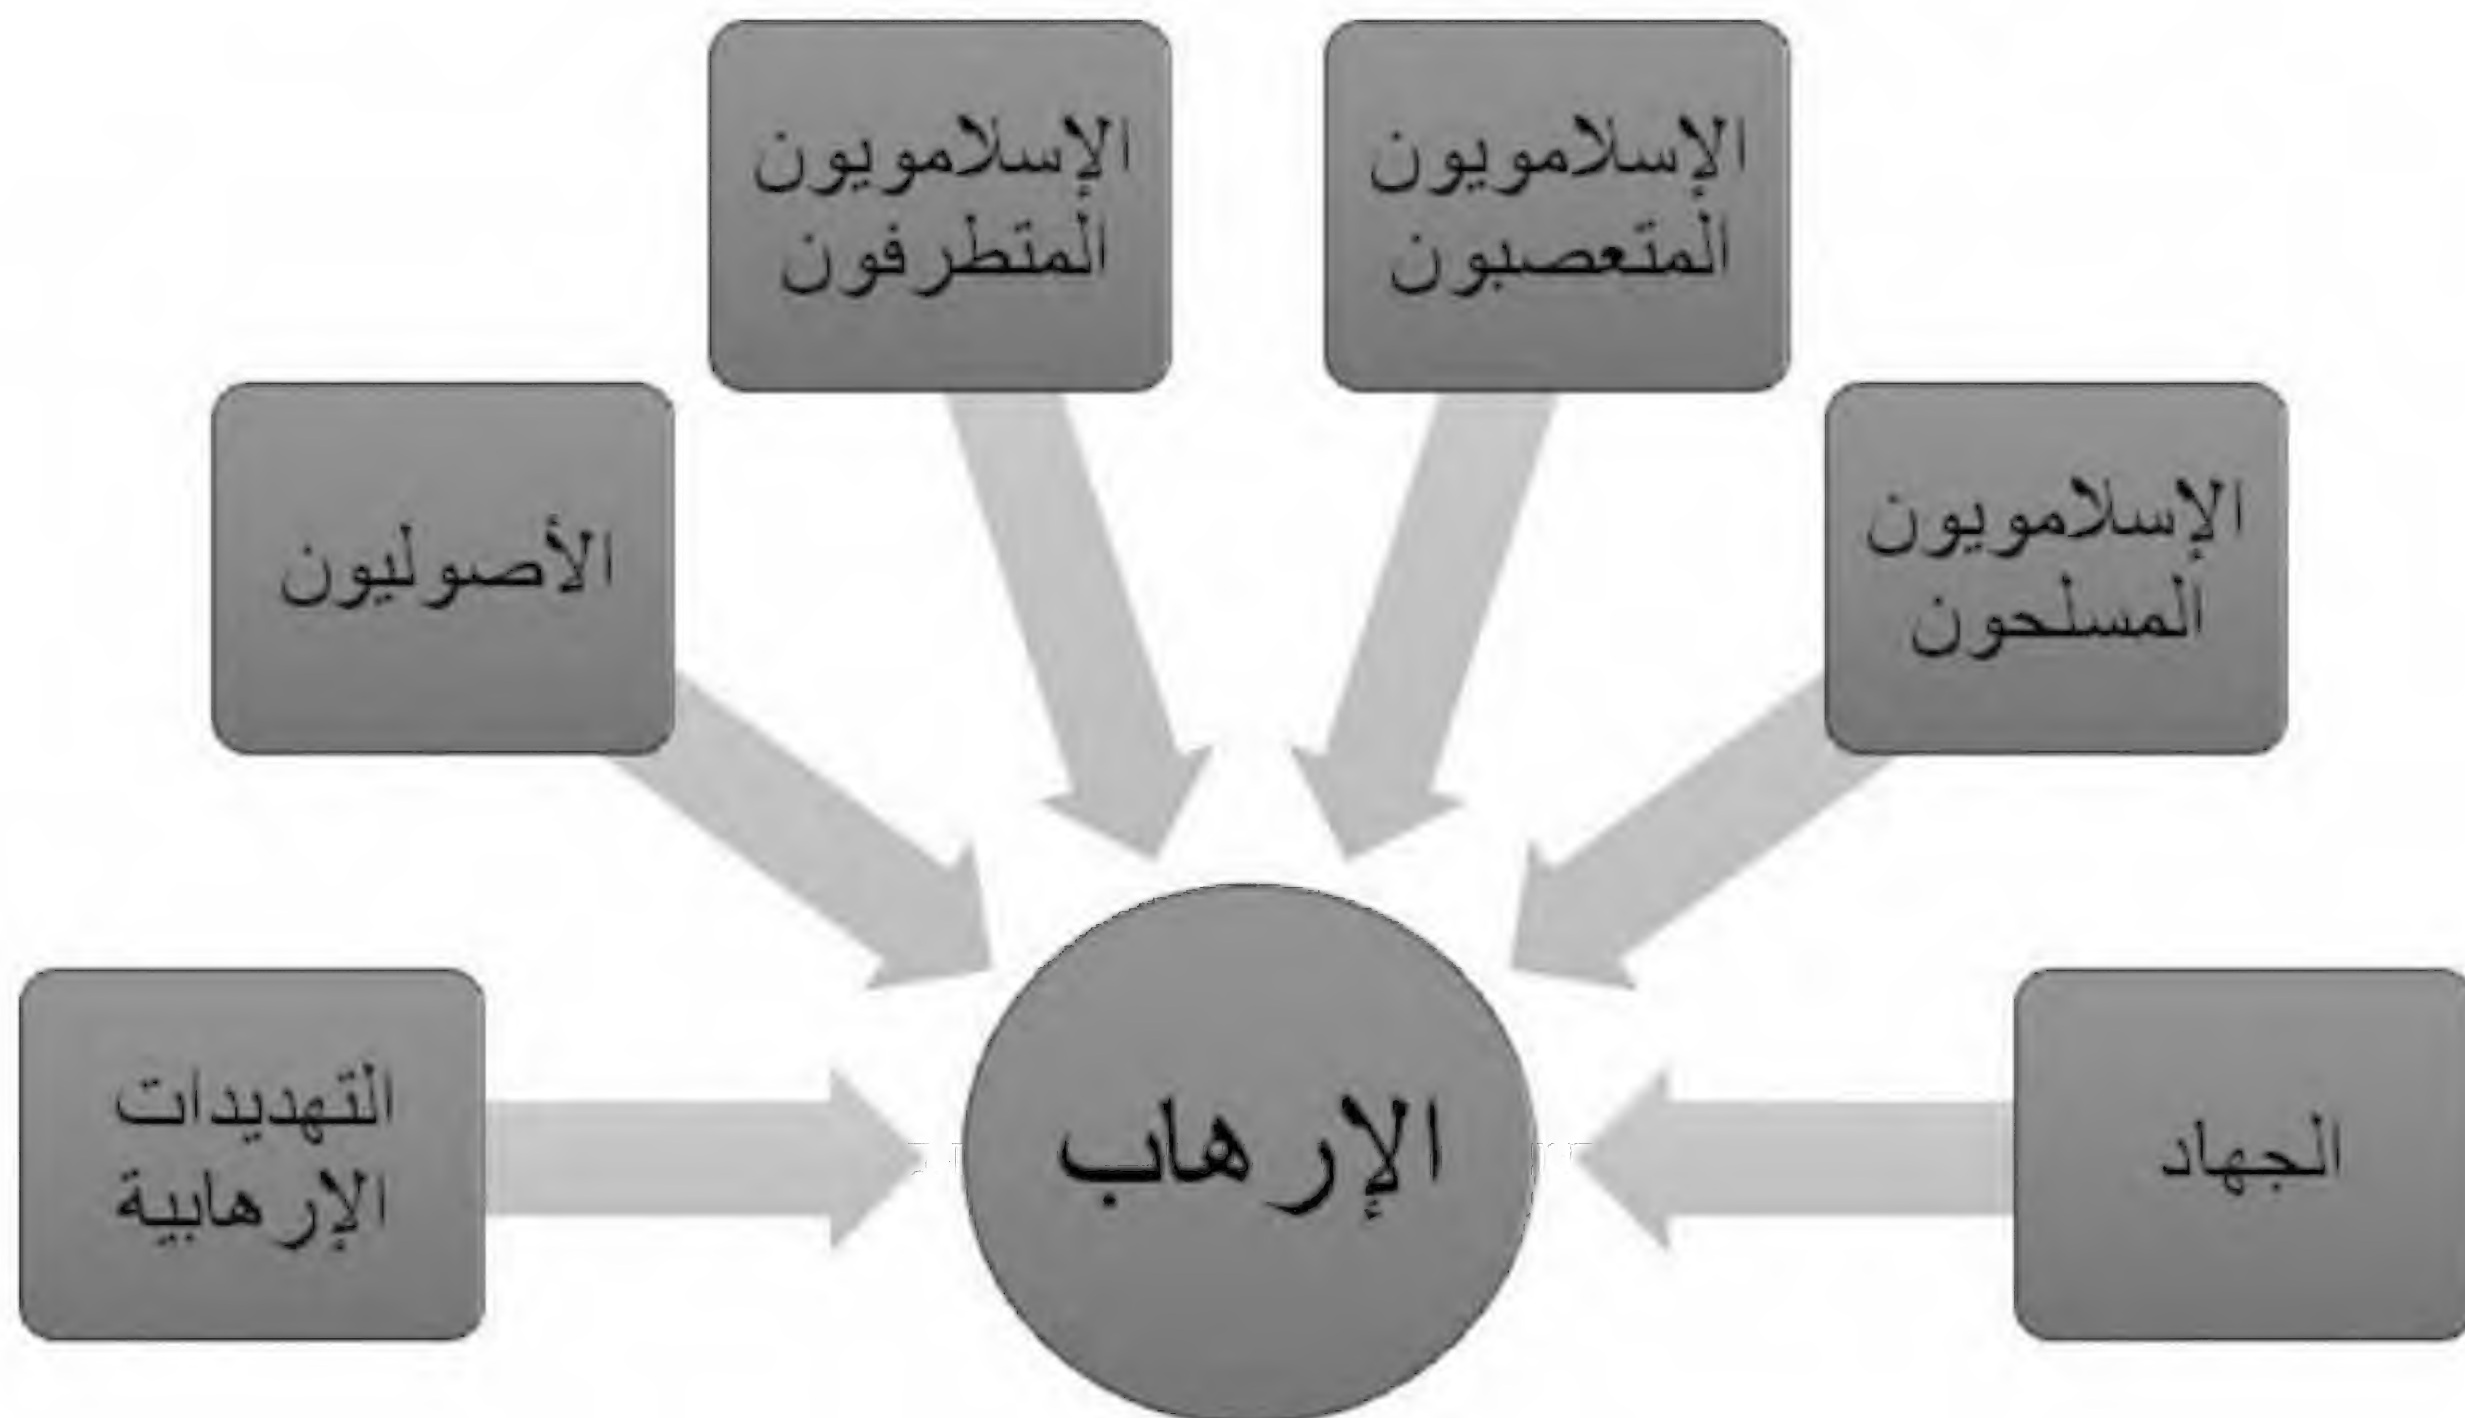 الإسلامويون
المتعصبون
الإسلامويون
المتطرفون
الإسلامويون
المسلحون
الأصوليون
الجهاد
الإرهاب
التهديدات
الإرهابية